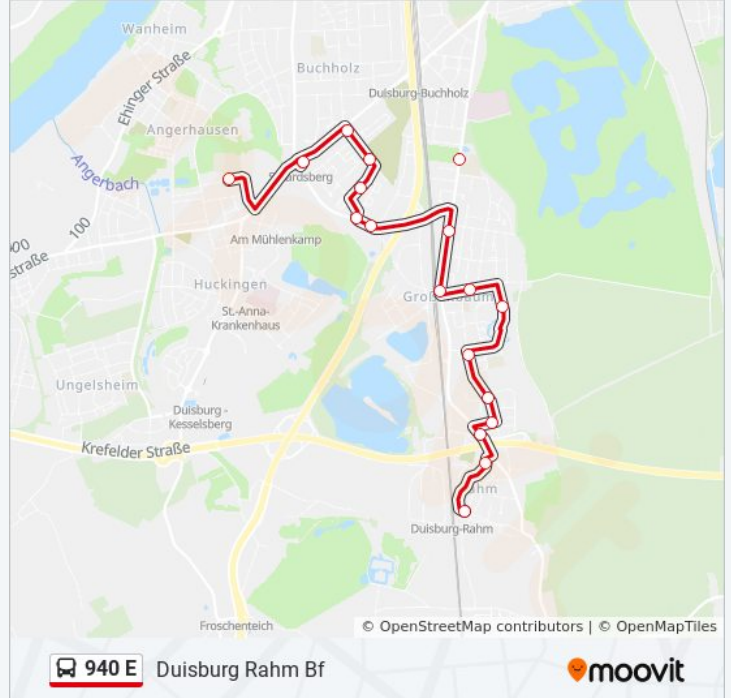 Wanheim
Ehinger Straße
Buchholz
Duisburg-Buchholz
Angerhausen
Angerbach
100
straße
Am Mühlenkamp
Huckingen
St.-Anna-
Krankenhaus
Ungelsheim
Duisburg -
Kesselsberg
Krefelder Straße
Duisburg-Rahm
Froschenteich
© OpenStreetMap contributors | © OpenMapTiles
940 E Duisburg Rahm Bf
moovit